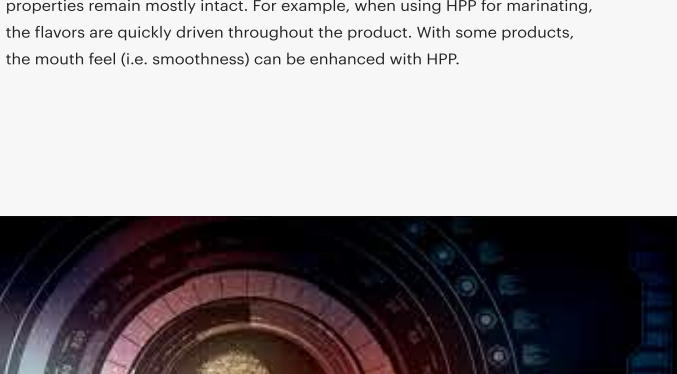 properties remain mostly intact. For example, when using HPP for marinating,
the flavors are quickly driven throughout the product. With some products,
the mouth feel (i.e. smoothness) can be enhanced with HPP.